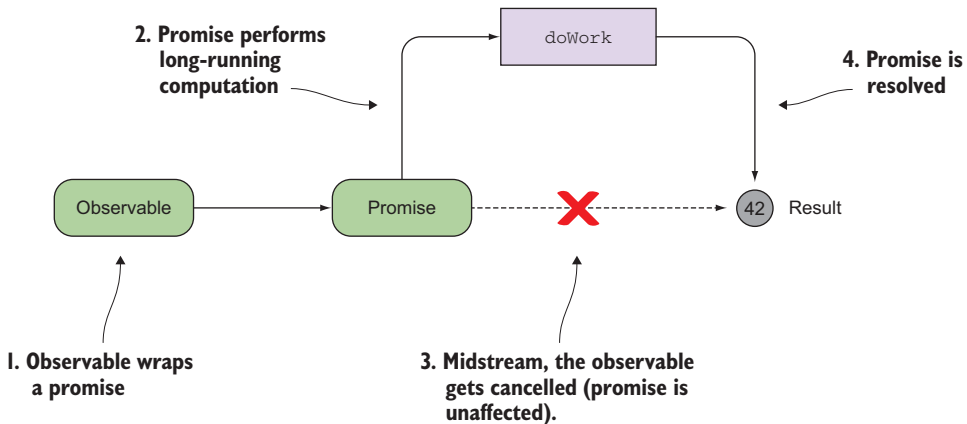 2. Promise performs
long-running
computation
doWork
4. Promise is
resolved
Observable
Promise
42
Result
1. Observable wraps
a promise
3. Midstream, the observable
gets cancelled (promise is
unaffected).